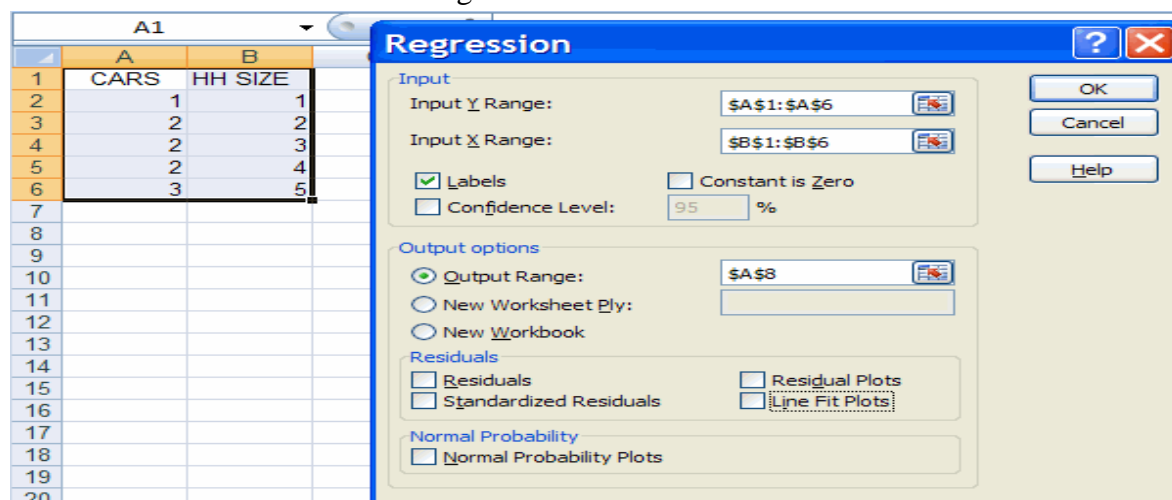 A1
Regression
A B
1 CARS HH SIZE
2 1 1
3 2 2
4 2 3
5 2 4
6 3 5
7
8
9
10
11
12
13
14
15
16
17
18
19
20
Input
Input Y Range: $A$1:$A$6
Input X Range: $B$1:$B$6
Labels Constant is Zero
Confidence Level: 95 %
OK
Cancel
Help
Output options
Output Range: $A$8
New Worksheet Ply:
New Workbook
Residuals
Residuals Residual Plots
Standardized Residuals Line Fit Plots
Normal Probability
Normal Probability Plots